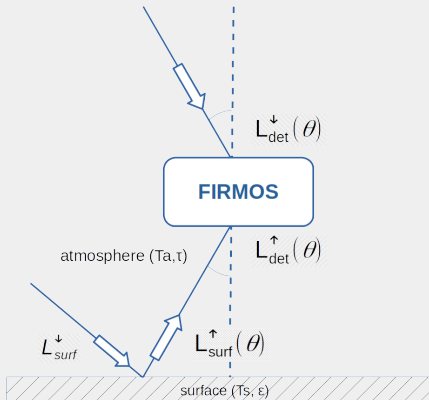 L↓det(θ)
FIRMOS
L↑det(θ)
atmosphere (Ta,τ)
L↓surf
L↑surf(θ)
surface (Ts, ε)